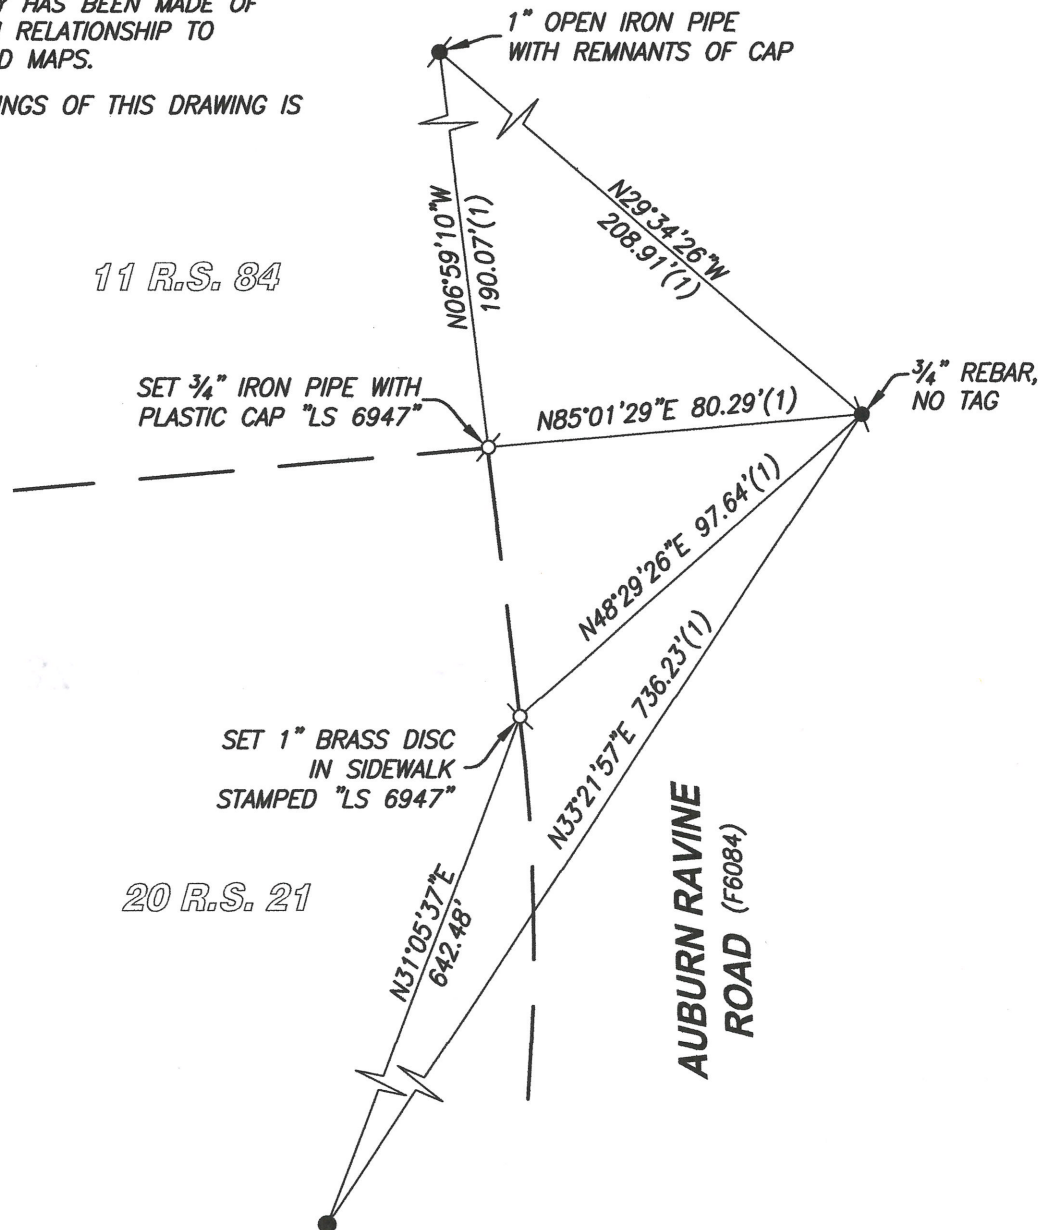 HAS BEEN MADE OF
RELATIONSHIP TO
MAPS.
OF THIS DRAWING IS
1" OPEN IRON PIPE
WITH REMNANTS OF CAP
N06°59'10"W
190.07'(1)
N29°34'26"W
208.91'(1)
11 R.S. 84
SET 3/4" IRON PIPE WITH
PLASTIC CAP "LS 6947"
3/4" REBAR,
NO TAG
N85°01'29"E 80.29'(1)
N48°29'26"E 97.64'(1)
N33°21'57"E 736.23'(1)
SET 1" BRASS DISC
IN SIDEWALK
STAMPED "LS 6947"
20 R.S. 21
N31°05'37"E
642.48'
AUBURN RAVINE
ROAD (F6084)